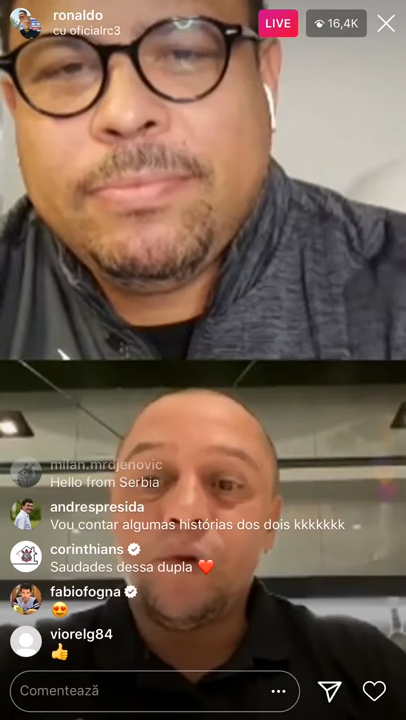 ronaldo
cu oficialrc3
LIVE
16,4K
milan.mrdjenovic
Hello from Serbia
andrespresida
Vou contar algumas histórias dos dois kkkkkkk
corinthians
Saudades dessa dupla ❤️
fabiofogna
😍
viorelg84
👍
Comentează